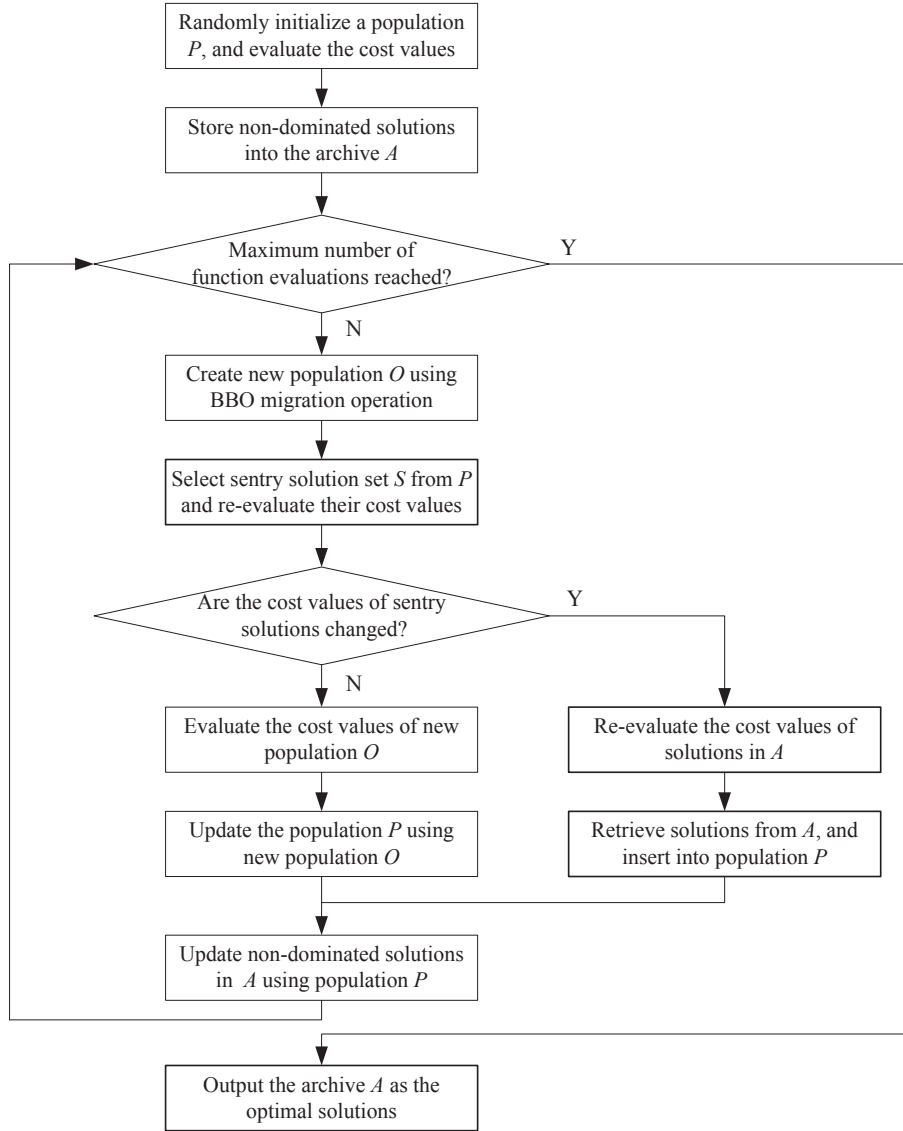 Randomly initialize a population
P, and evaluate the cost values
Store non-dominated solutions
into the archive A
Maximum number of
function evaluations reached?
Y
N
Create new population O using
BBO migration operation
Select sentry solution set S from P
and re-evaluate their cost values
Are the cost values of sentry
solutions changed?
Y
N
Evaluate the cost values of new
population O
Re-evaluate the cost values of
solutions in A
Update the population P using
new population O
Retrieve solutions from A, and
insert into population P
Update non-dominated solutions
in A using population P
Output the archive A as the
optimal solutions